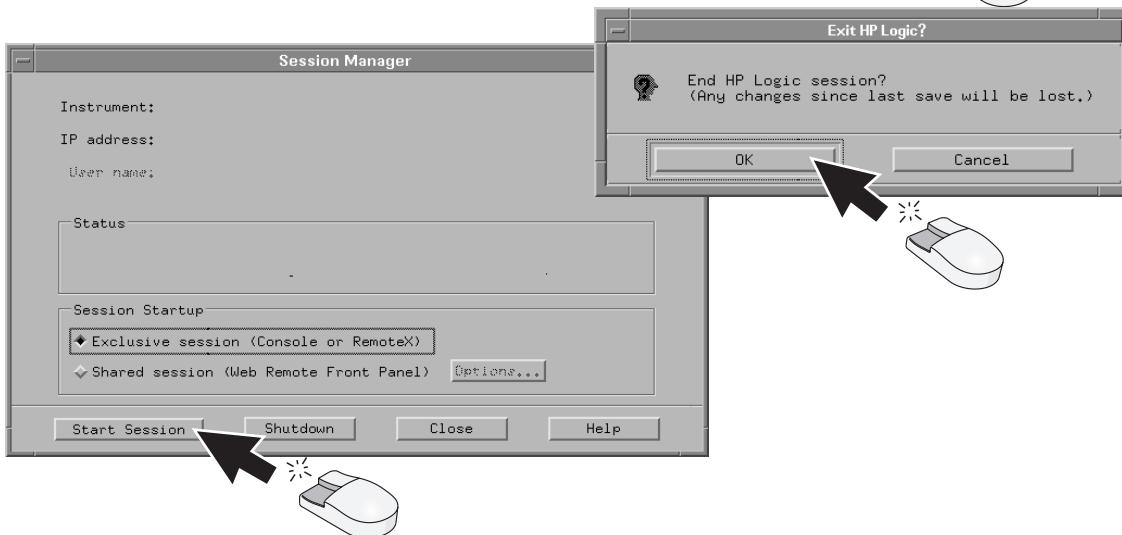 Session Manager
Instrument:
IP address:
User name:
Status
Session Startup
Exclusive session (Console or RemoteX)
Shared session (Web Remote Front Panel) Options...
Start Session Shutdown Close Help
Exit HP Logic?
End HP Logic session?
(Any changes since last save will be lost.)
OK Cancel